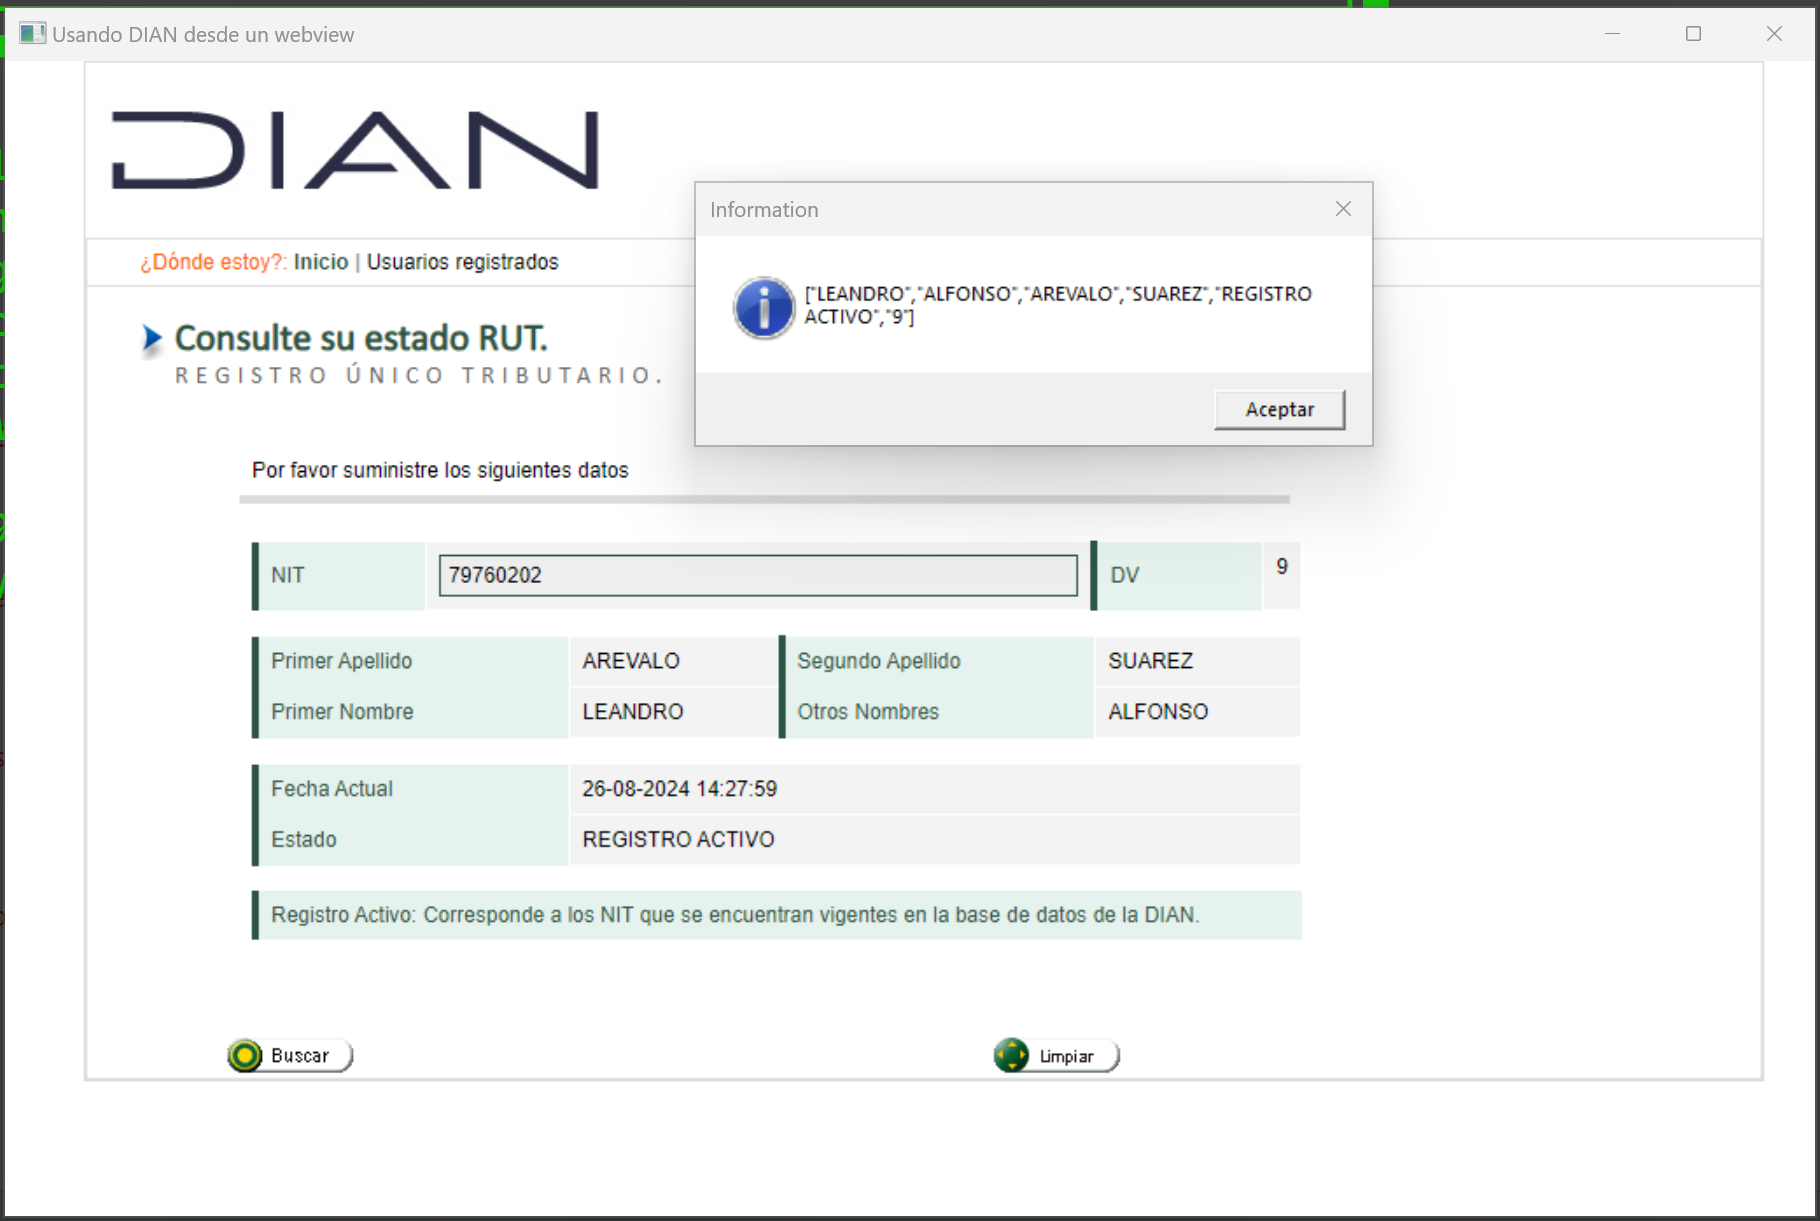 Usando DIAN desde un webview
DIAN
Information
["LEANDRO","ALFONSO","AREVALO","SUAREZ","REGISTRO
ACTIVO","9"]
Aceptar
¿Dónde estoy?: Inicio | Usuarios registrados
Consulte su estado RUT.
REGISTRO ÚNICO TRIBUTARIO.
Por favor suministre los siguientes datos
NIT 79760202 DV 9
Primer Apellido AREVALO Segundo Apellido SUAREZ
Primer Nombre LEANDRO Otros Nombres ALFONSO
Fecha Actual 26-08-2024 14:27:59
Estado REGISTRO ACTIVO
Registro Activo: Corresponde a los NIT que se encuentran vigentes en la base de datos de la DIAN.
Buscar Limpiar